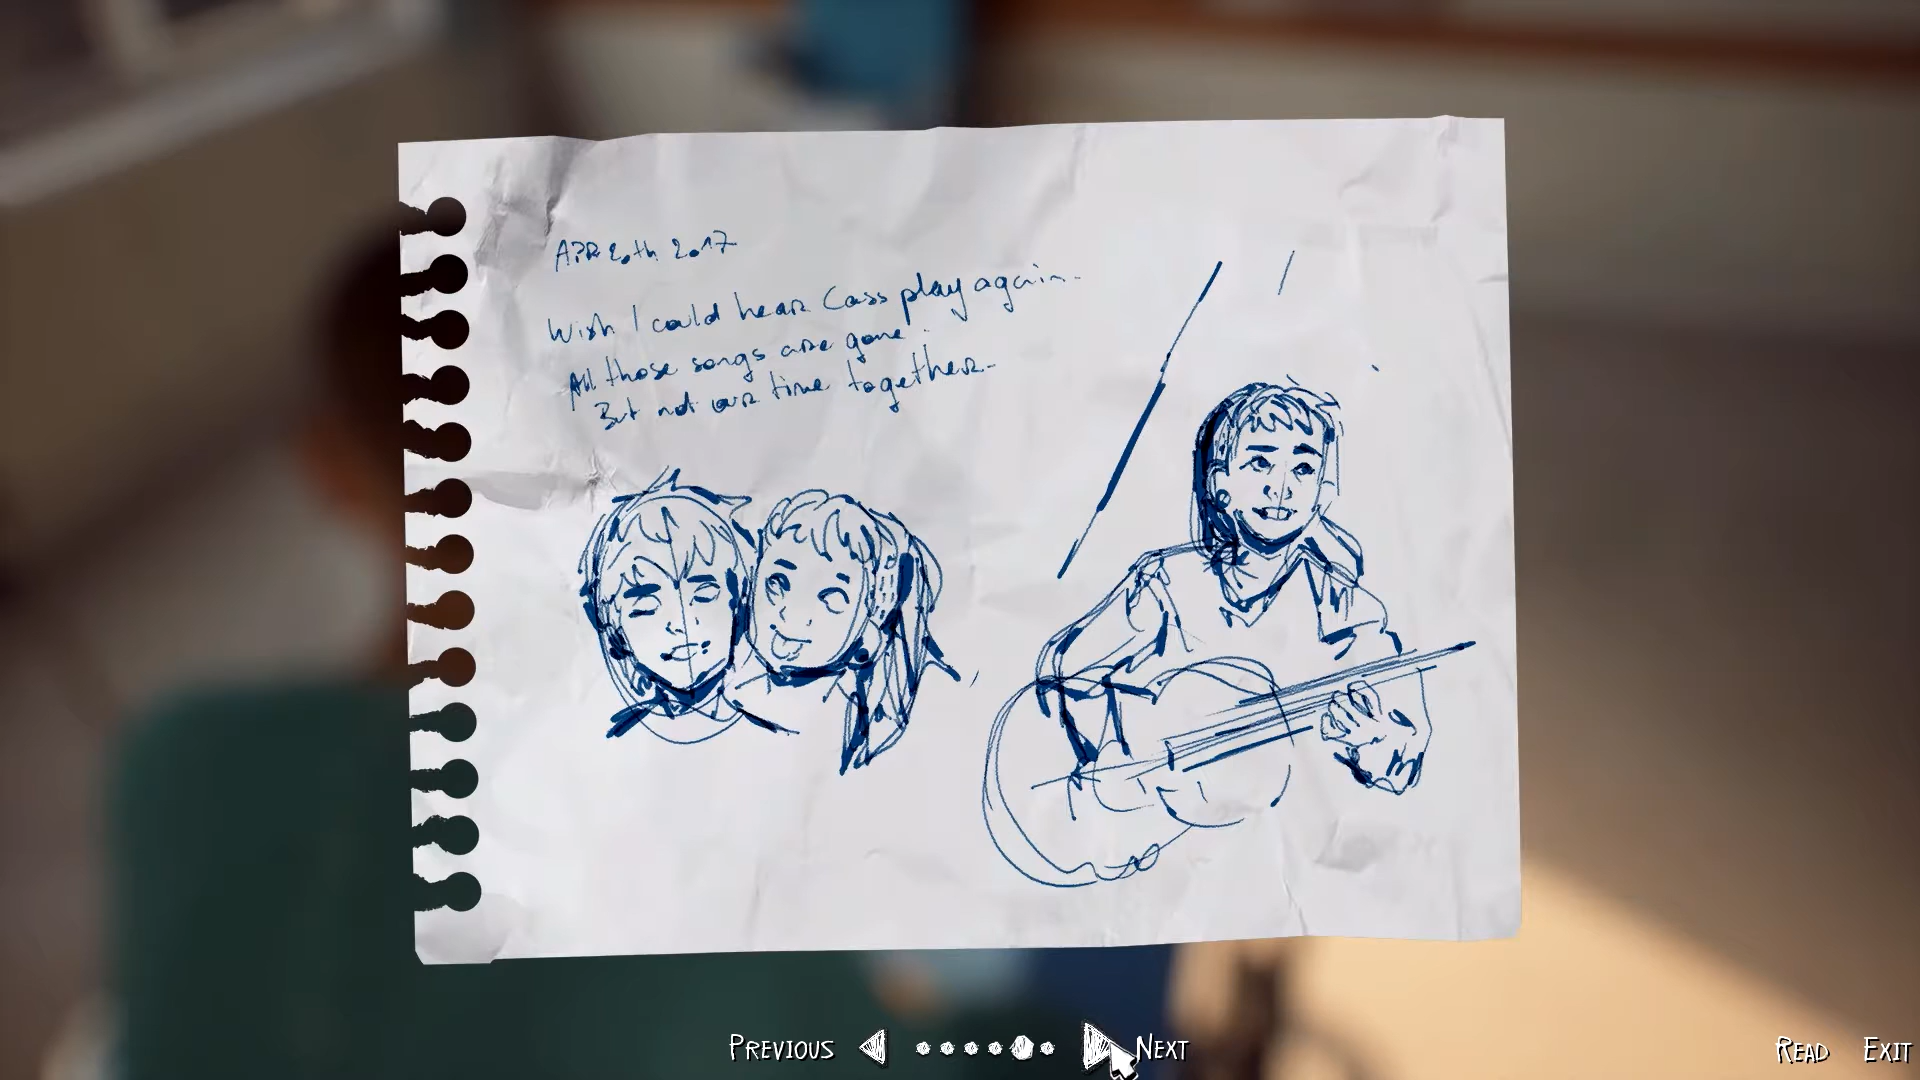 APR 20th 2017
Wish I could hear Cass play again.
All those songs are gone.
But not our time together.
PREVIOUS
NEXT
READ
EXIT